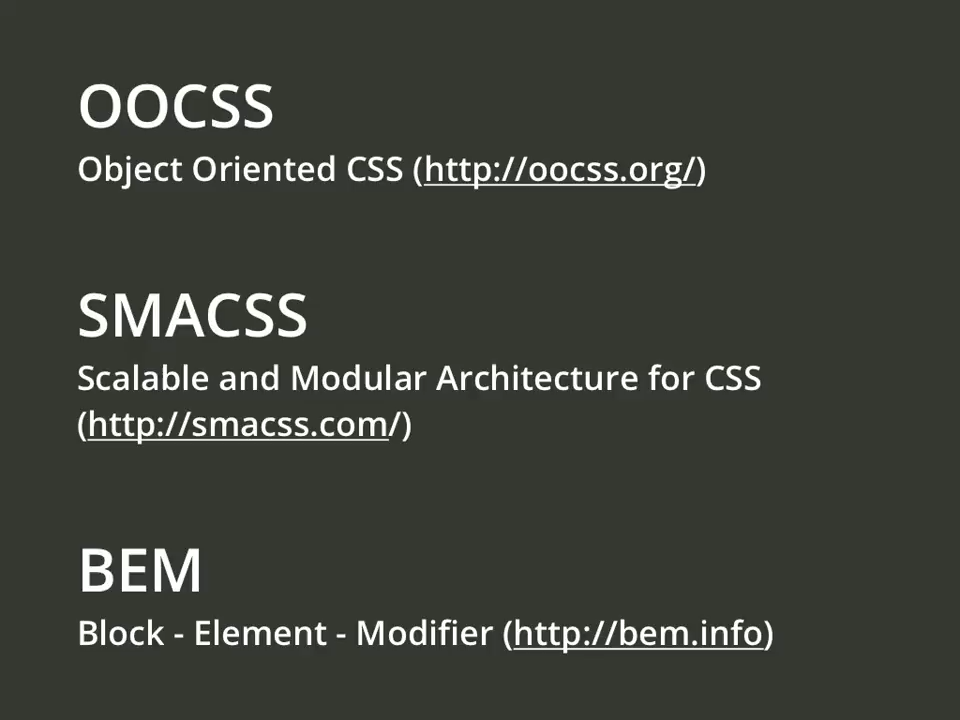 OOCSS
Object Oriented CSS (http://oocss.org/)
SMACSS
Scalable and Modular Architecture for CSS
(http://smacss.com/)
BEM
Block - Element - Modifier (http://bem.info)